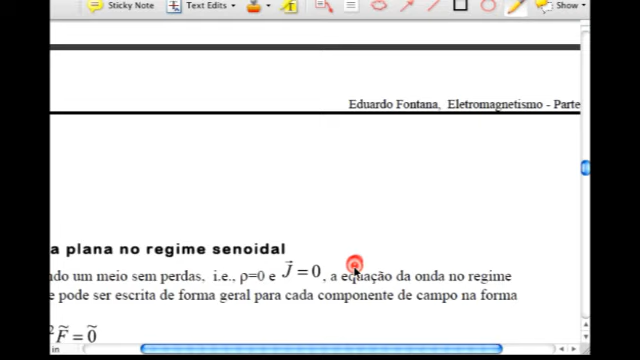 Sticky Note Text Edits Show
Eduardo Fontana, Eletromagnetismo - Parte
a plana no regime senoidal
ndo um meio sem perdas, i.e., ρ=0 e J⃗ = 0, a equação da onda no regime
e pode ser escrita de forma geral para cada componente de campo na forma
² F̃ = 0̃
in